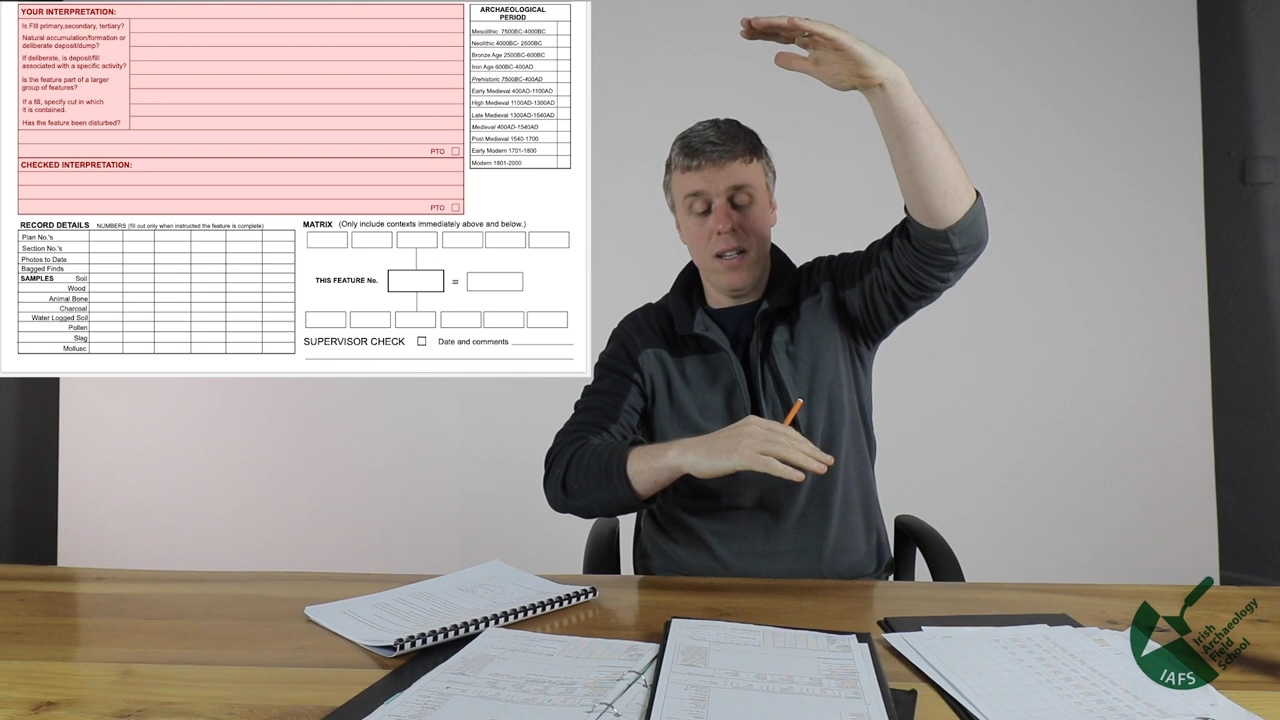 YOUR INTERPRETATION:
Is Fill primary,secondary, tertiary?
Natural accumulation/formation or
deliberate deposit/dump?
If deliberate, is deposit/fill
associated with a specific activity?
Is the feature part of a larger
group of features?
If a fill, specify cut in which
it is contained.
Has the feature been disturbed?
PTO
CHECKED INTERPRETATION:
PTO
ARCHAEOLOGICAL
PERIOD
Mesolithic 7500BC-4000BC
Neolithic 4000BC- 2500BC
Bronze Age 2500BC-600BC
Iron Age 600BC-400AD
Prehistoric 7500BC-400AD
Early Medieval 400AD-1100AD
High Medieval 1100AD-1300AD
Late Medieval 1300AD-1540AD
Medieval 400AD-1540AD
Post Medieval 1540-1700
Early Modern 1701-1800
Modern 1801-2000
RECORD DETAILS NUMBERS (fill out only when instructed the feature is complete)
Plan No.'s
Section No.'s
Photos to Date
Bagged Finds
SAMPLES Soil
Wood
Animal Bone
Charcoal
Water Logged Soil
Pollen
Slag
Mollusc
MATRIX (Only include contexts immediately above and below.)
THIS FEATURE No. =
SUPERVISOR CHECK Date and comments
Irish
Archaeology
Field
School
IAFS